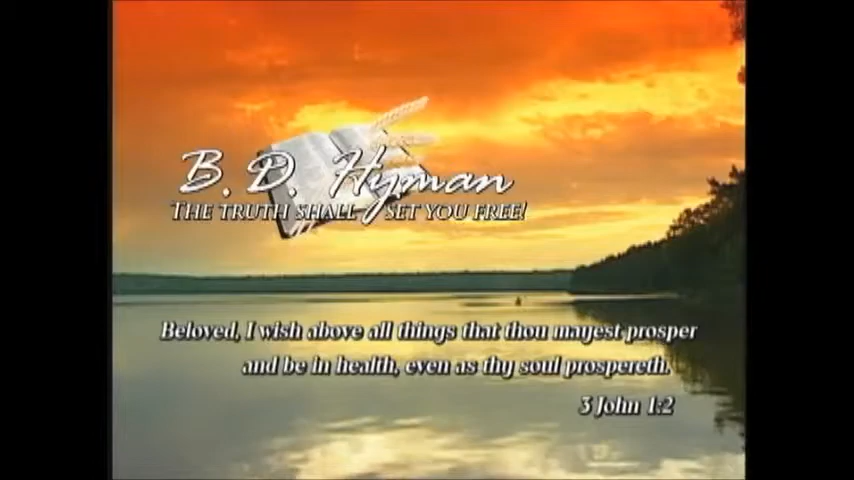 B. D. Hyman
THE TRUTH SHALL SET YOU FREE!
Beloved, I wish above all things that thou mayest prosper
and be in health, even as thy soul prospereth.
3 John 1:2